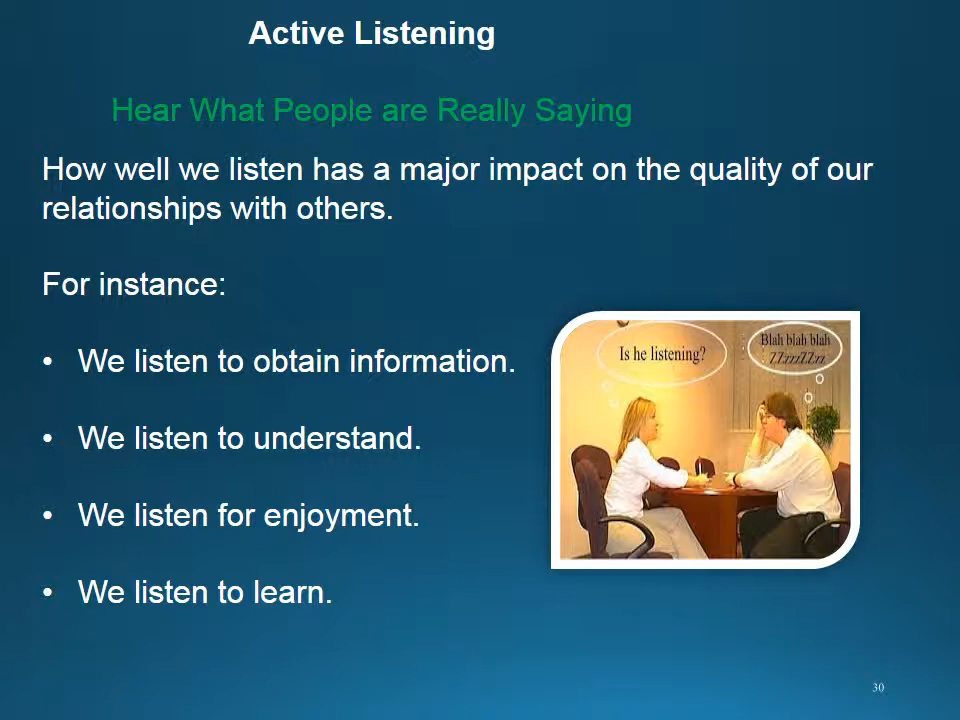 Active Listening
Hear What People are Really Saying
How well we listen has a major impact on the quality of our
relationships with others.
For instance:
• We listen to obtain information.
• We listen to understand.
• We listen for enjoyment.
• We listen to learn.
Is he listening?
Blah blah blah
ZZzzzZZzz
30